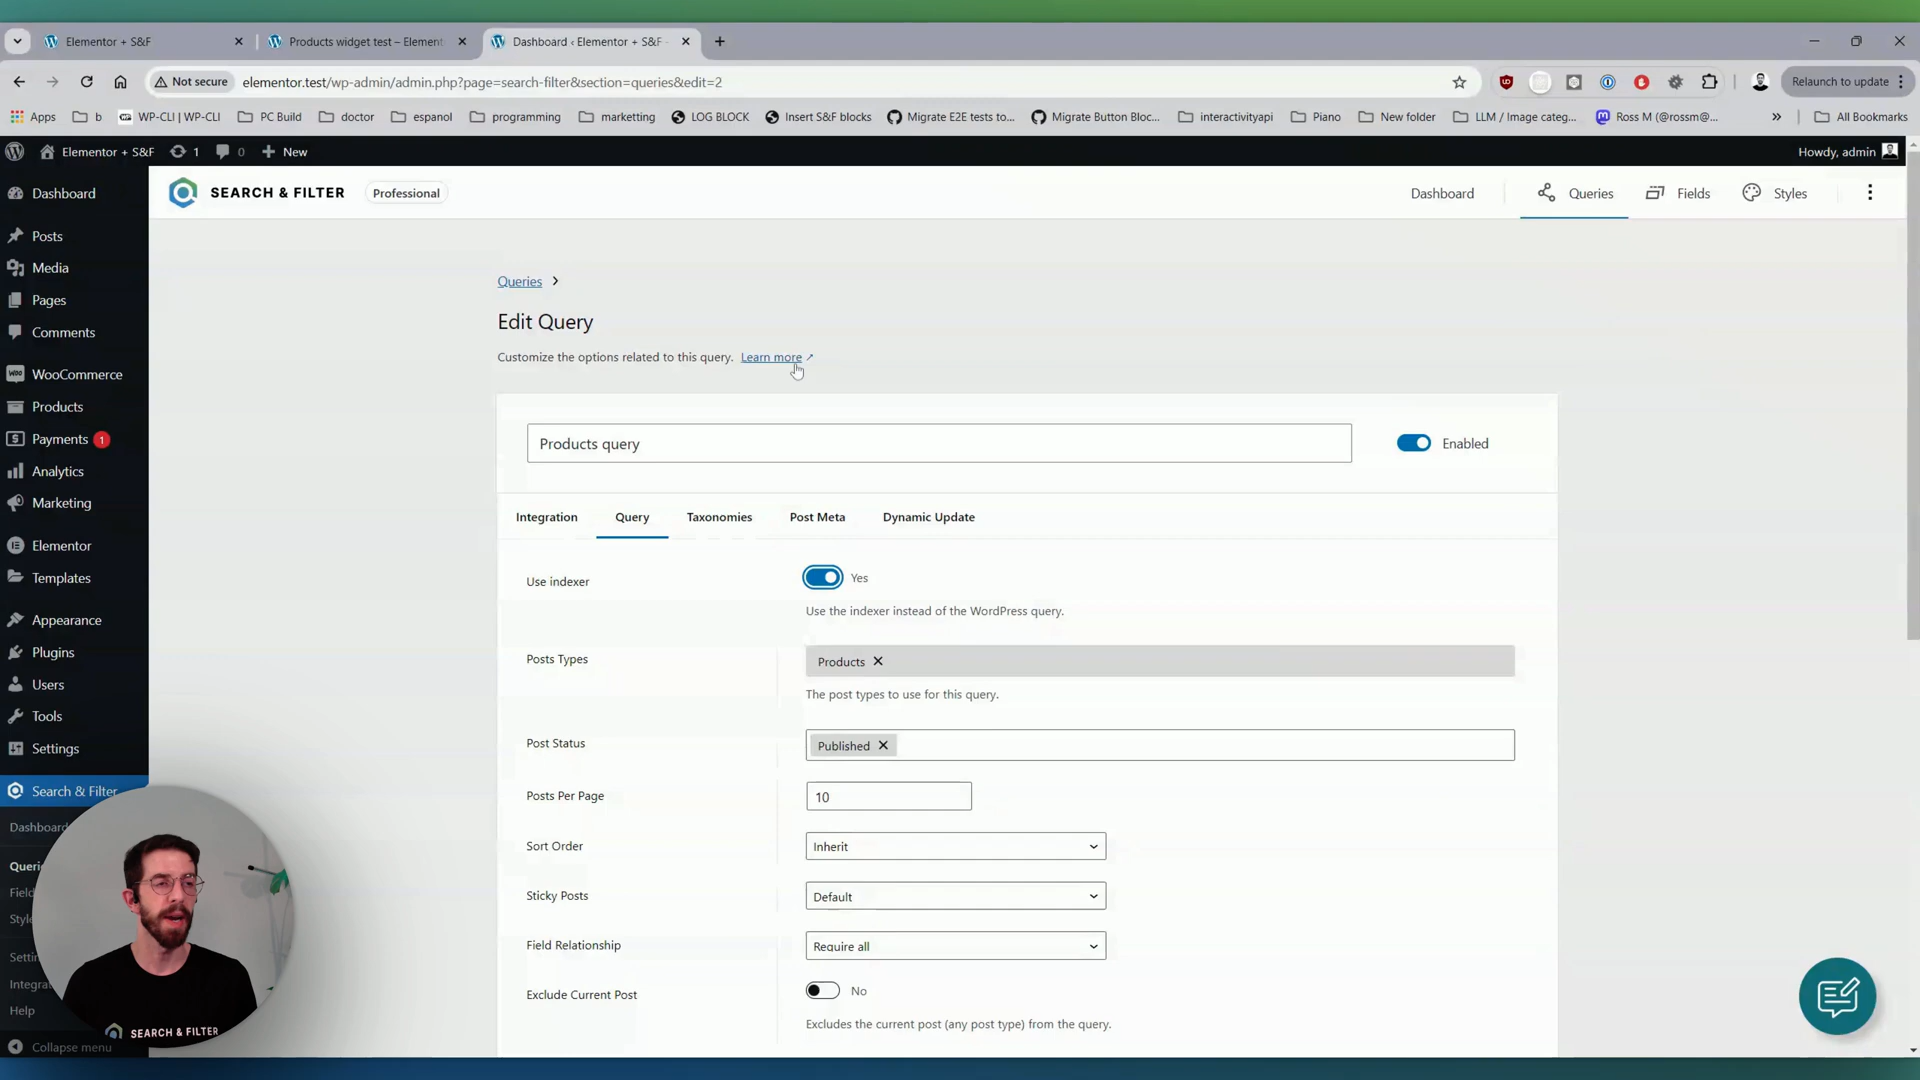 Elementor + S&F
Products widget test – Element
Dashboard ‹ Elementor + S&F -
Not secure
elementor.test/wp-admin/admin.php?page=search-filter&section=queries&edit=2
Relaunch to update
Apps
b
WP-CLI | WP-CLI
PC Build
doctor
espanol
programming
marketting
LOG BLOCK
Insert S&F blocks
Migrate E2E tests to...
Migrate Button Bloc...
interactivityapi
Piano
New folder
LLM / Image categ...
Ross M (@rossm@...
All Bookmarks
Elementor + S&F
1
0
New
Howdy, admin
Dashboard
Posts
Media
Pages
Comments
WooCommerce
Products
Payments 1
Analytics
Marketing
Elementor
Templates
Appearance
Plugins
Users
Tools
Settings
Search & Filter
Dashboard
Queri
Field
Style
Settin
Integra
Help
Collapse menu
SEARCH & FILTER
Professional
Dashboard
Queries
Fields
Styles
Queries
Edit Query
Customize the options related to this query. Learn more
Products query
Enabled
Integration
Query
Taxonomies
Post Meta
Dynamic Update
Use indexer
Yes
Use the indexer instead of the WordPress query.
Posts Types
Products
The post types to use for this query.
Post Status
Published
Posts Per Page
10
Sort Order
Inherit
Sticky Posts
Default
Field Relationship
Require all
Exclude Current Post
No
Excludes the current post (any post type) from the query.
SEARCH & FILTER